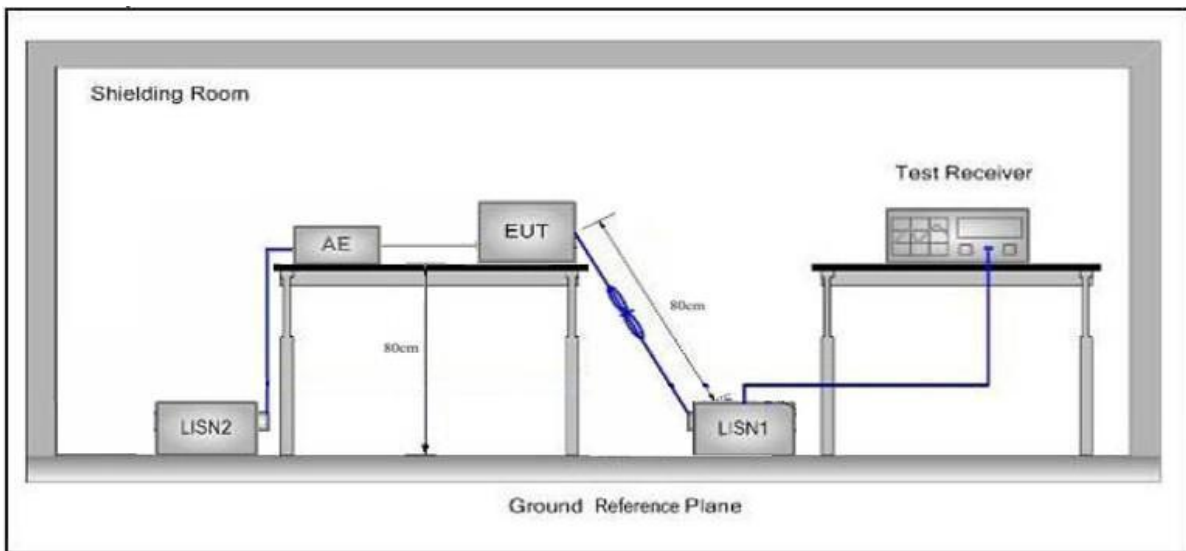 Shielding Room
Test Receiver
AE
EUT
80cm
80cm
LISN2
LISN1
Ground Reference Plane